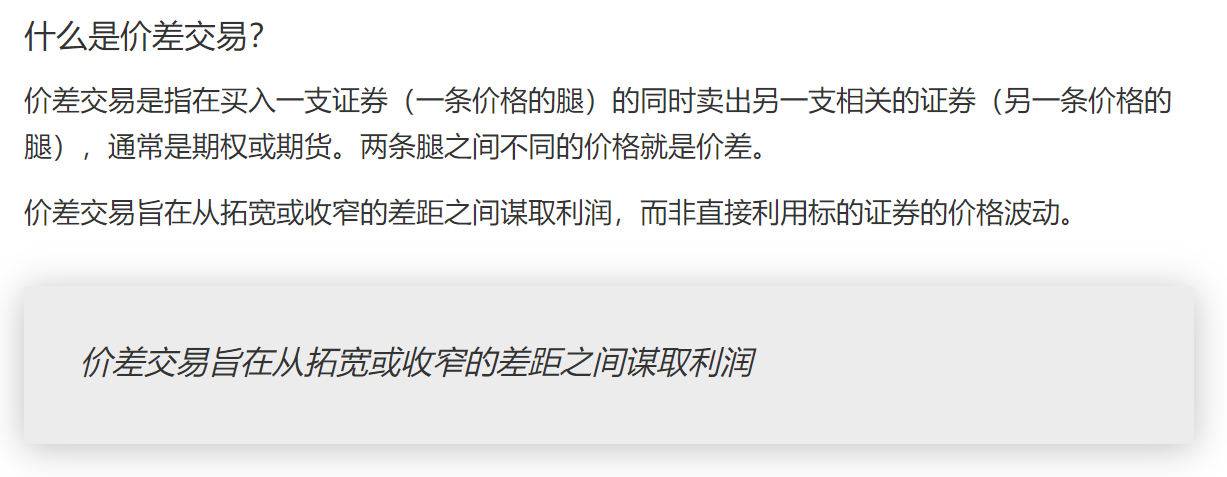 什么是价差交易？
价差交易是指在买入一支证券（一条价格的腿）的同时卖出另一支相关的证券（另一条价格的
腿），通常是期权或期货。两条腿之间不同的价格就是价差。
价差交易旨在从拓宽或收窄的差距之间谋取利润，而非直接利用标的证券的价格波动。
价差交易旨在从拓宽或收窄的差距之间谋取利润